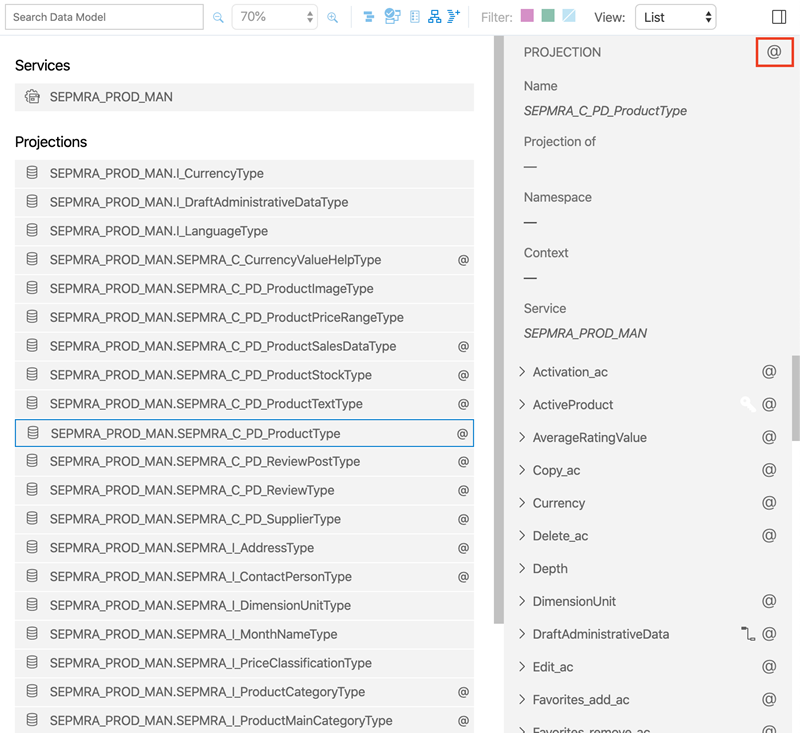 Search Data Model
70%
Filter:
View:
List
Services
SEPMRA_PROD_MAN
Projections
SEPMRA_PROD_MAN.I_CurrencyType
SEPMRA_PROD_MAN.I_DraftAdministrativeDataType
SEPMRA_PROD_MAN.I_LanguageType
SEPMRA_PROD_MAN.SEPMRA_C_CurrencyValueHelpType @
SEPMRA_PROD_MAN.SEPMRA_C_PD_ProductImageType
SEPMRA_PROD_MAN.SEPMRA_C_PD_ProductPriceRangeType
SEPMRA_PROD_MAN.SEPMRA_C_PD_ProductSalesDataType @
SEPMRA_PROD_MAN.SEPMRA_C_PD_ProductStockType @
SEPMRA_PROD_MAN.SEPMRA_C_PD_ProductTextType @
SEPMRA_PROD_MAN.SEPMRA_C_PD_ProductType @
SEPMRA_PROD_MAN.SEPMRA_C_PD_ReviewPostType @
SEPMRA_PROD_MAN.SEPMRA_C_PD_ReviewType @
SEPMRA_PROD_MAN.SEPMRA_C_PD_SupplierType @
SEPMRA_PROD_MAN.SEPMRA_I_AddressType @
SEPMRA_PROD_MAN.SEPMRA_I_ContactPersonType @
SEPMRA_PROD_MAN.SEPMRA_I_DimensionUnitType
SEPMRA_PROD_MAN.SEPMRA_I_MonthNameType
SEPMRA_PROD_MAN.SEPMRA_I_PriceClassificationType
SEPMRA_PROD_MAN.SEPMRA_I_ProductCategoryType @
SEPMRA_PROD_MAN.SEPMRA_I_ProductMainCategoryType @
PROJECTION @
Name
SEPMRA_C_PD_ProductType
Projection of
—
Namespace
—
Context
—
Service
SEPMRA_PROD_MAN
Activation_ac @
ActiveProduct @
AverageRatingValue @
Copy_ac @
Currency @
Delete_ac @
Depth
DimensionUnit @
DraftAdministrativeData @
Edit_ac @
Favorites_add_ac @
Favorites_remove_ac @